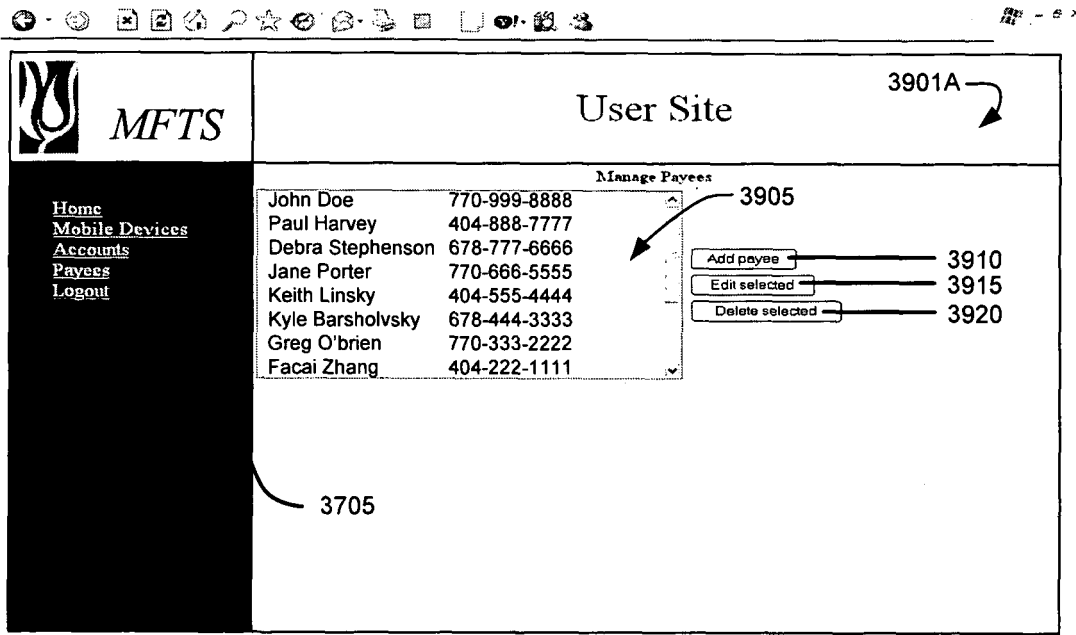 3901A
MFTS
User Site
Manage Payees
Home
Mobile Devices
Accounts
Payees
Logout
John Doe 770-999-8888
Paul Harvey 404-888-7777
Debra Stephenson 678-777-6666
Jane Porter 770-666-5555
Keith Linsky 404-555-4444
Kyle Barsholvsky 678-444-3333
Greg O'brien 770-333-2222
Facai Zhang 404-222-1111
3905
Add payee 3910
Edit selected 3915
Delete selected 3920
3705